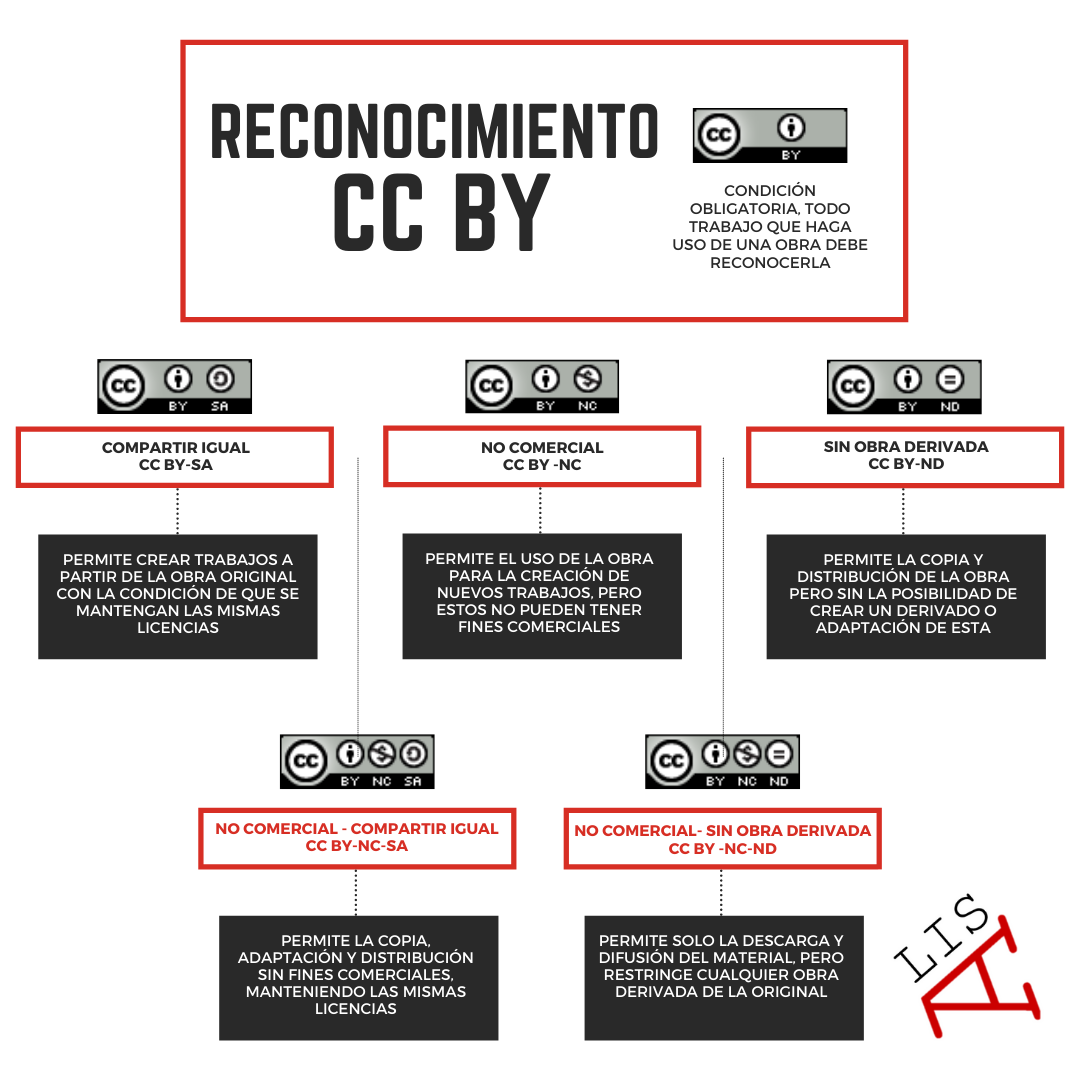 RECONOCIMIENTO
CC BY
cc
BY
CONDICIÓN
OBLIGATORIA, TODO
TRABAJO QUE HAGA
USO DE UNA OBRA DEBE
RECONOCERLA
cc
BY SA
COMPARTIR IGUAL
CC BY-SA
PERMITE CREAR TRABAJOS A
PARTIR DE LA OBRA ORIGINAL
CON LA CONDICIÓN DE QUE SE
MANTENGAN LAS MISMAS
LICENCIAS
cc
BY NC
NO COMERCIAL
CC BY -NC
PERMITE EL USO DE LA OBRA
PARA LA CREACIÓN DE
NUEVOS TRABAJOS, PERO
ESTOS NO PUEDEN TENER
FINES COMERCIALES
cc
BY ND
SIN OBRA DERIVADA
CC BY-ND
PERMITE LA COPIA Y
DISTRIBUCIÓN DE LA OBRA
PERO SIN LA POSIBILIDAD DE
CREAR UN DERIVADO O
ADAPTACIÓN DE ESTA
cc
BY NC SA
NO COMERCIAL - COMPARTIR IGUAL
CC BY-NC-SA
PERMITE LA COPIA,
ADAPTACIÓN Y DISTRIBUCIÓN
SIN FINES COMERCIALES,
MANTENIENDO LAS MISMAS
LICENCIAS
cc
BY NC ND
NO COMERCIAL- SIN OBRA DERIVADA
CC BY -NC-ND
PERMITE SOLO LA DESCARGA Y
DIFUSIÓN DEL MATERIAL, PERO
RESTRINGE CUALQUIER OBRA
DERIVADA DE LA ORIGINAL
LIS
A